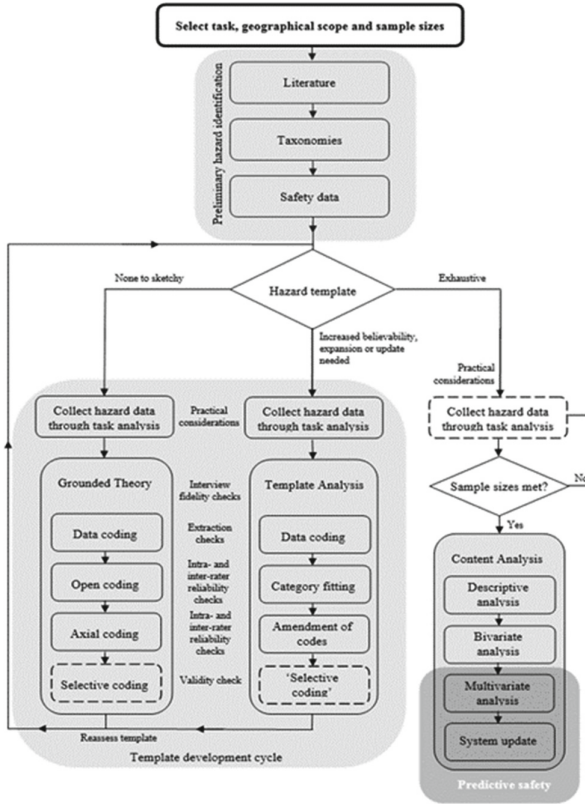 Select task, geographical scope and sample sizes
Preliminary hazard identification
Literature
Taxonomies
Safety data
None to sketchy
Hazard template
Exhaustive
Increased believability,
expansion or update
needed
Practical
considerations
Collect hazard data
through task analysis
Practical
considerations
Collect hazard data
through task analysis
Collect hazard data
through task analysis
Grounded Theory
Interview
fidelity checks
Template Analysis
Sample sizes met?
No
Yes
Data coding
Extraction
checks
Data coding
Content Analysis
Open coding
Intra- and
inter-rater
reliability
checks
Category fitting
Descriptive
analysis
Axial coding
Intra- and
inter-rater
reliability
checks
Amendment of
codes
Bivariate
analysis
Selective coding
Validity check
‘Selective
coding’
Multivariate
analysis
System update
Reassess template
Template development cycle
Predictive safety